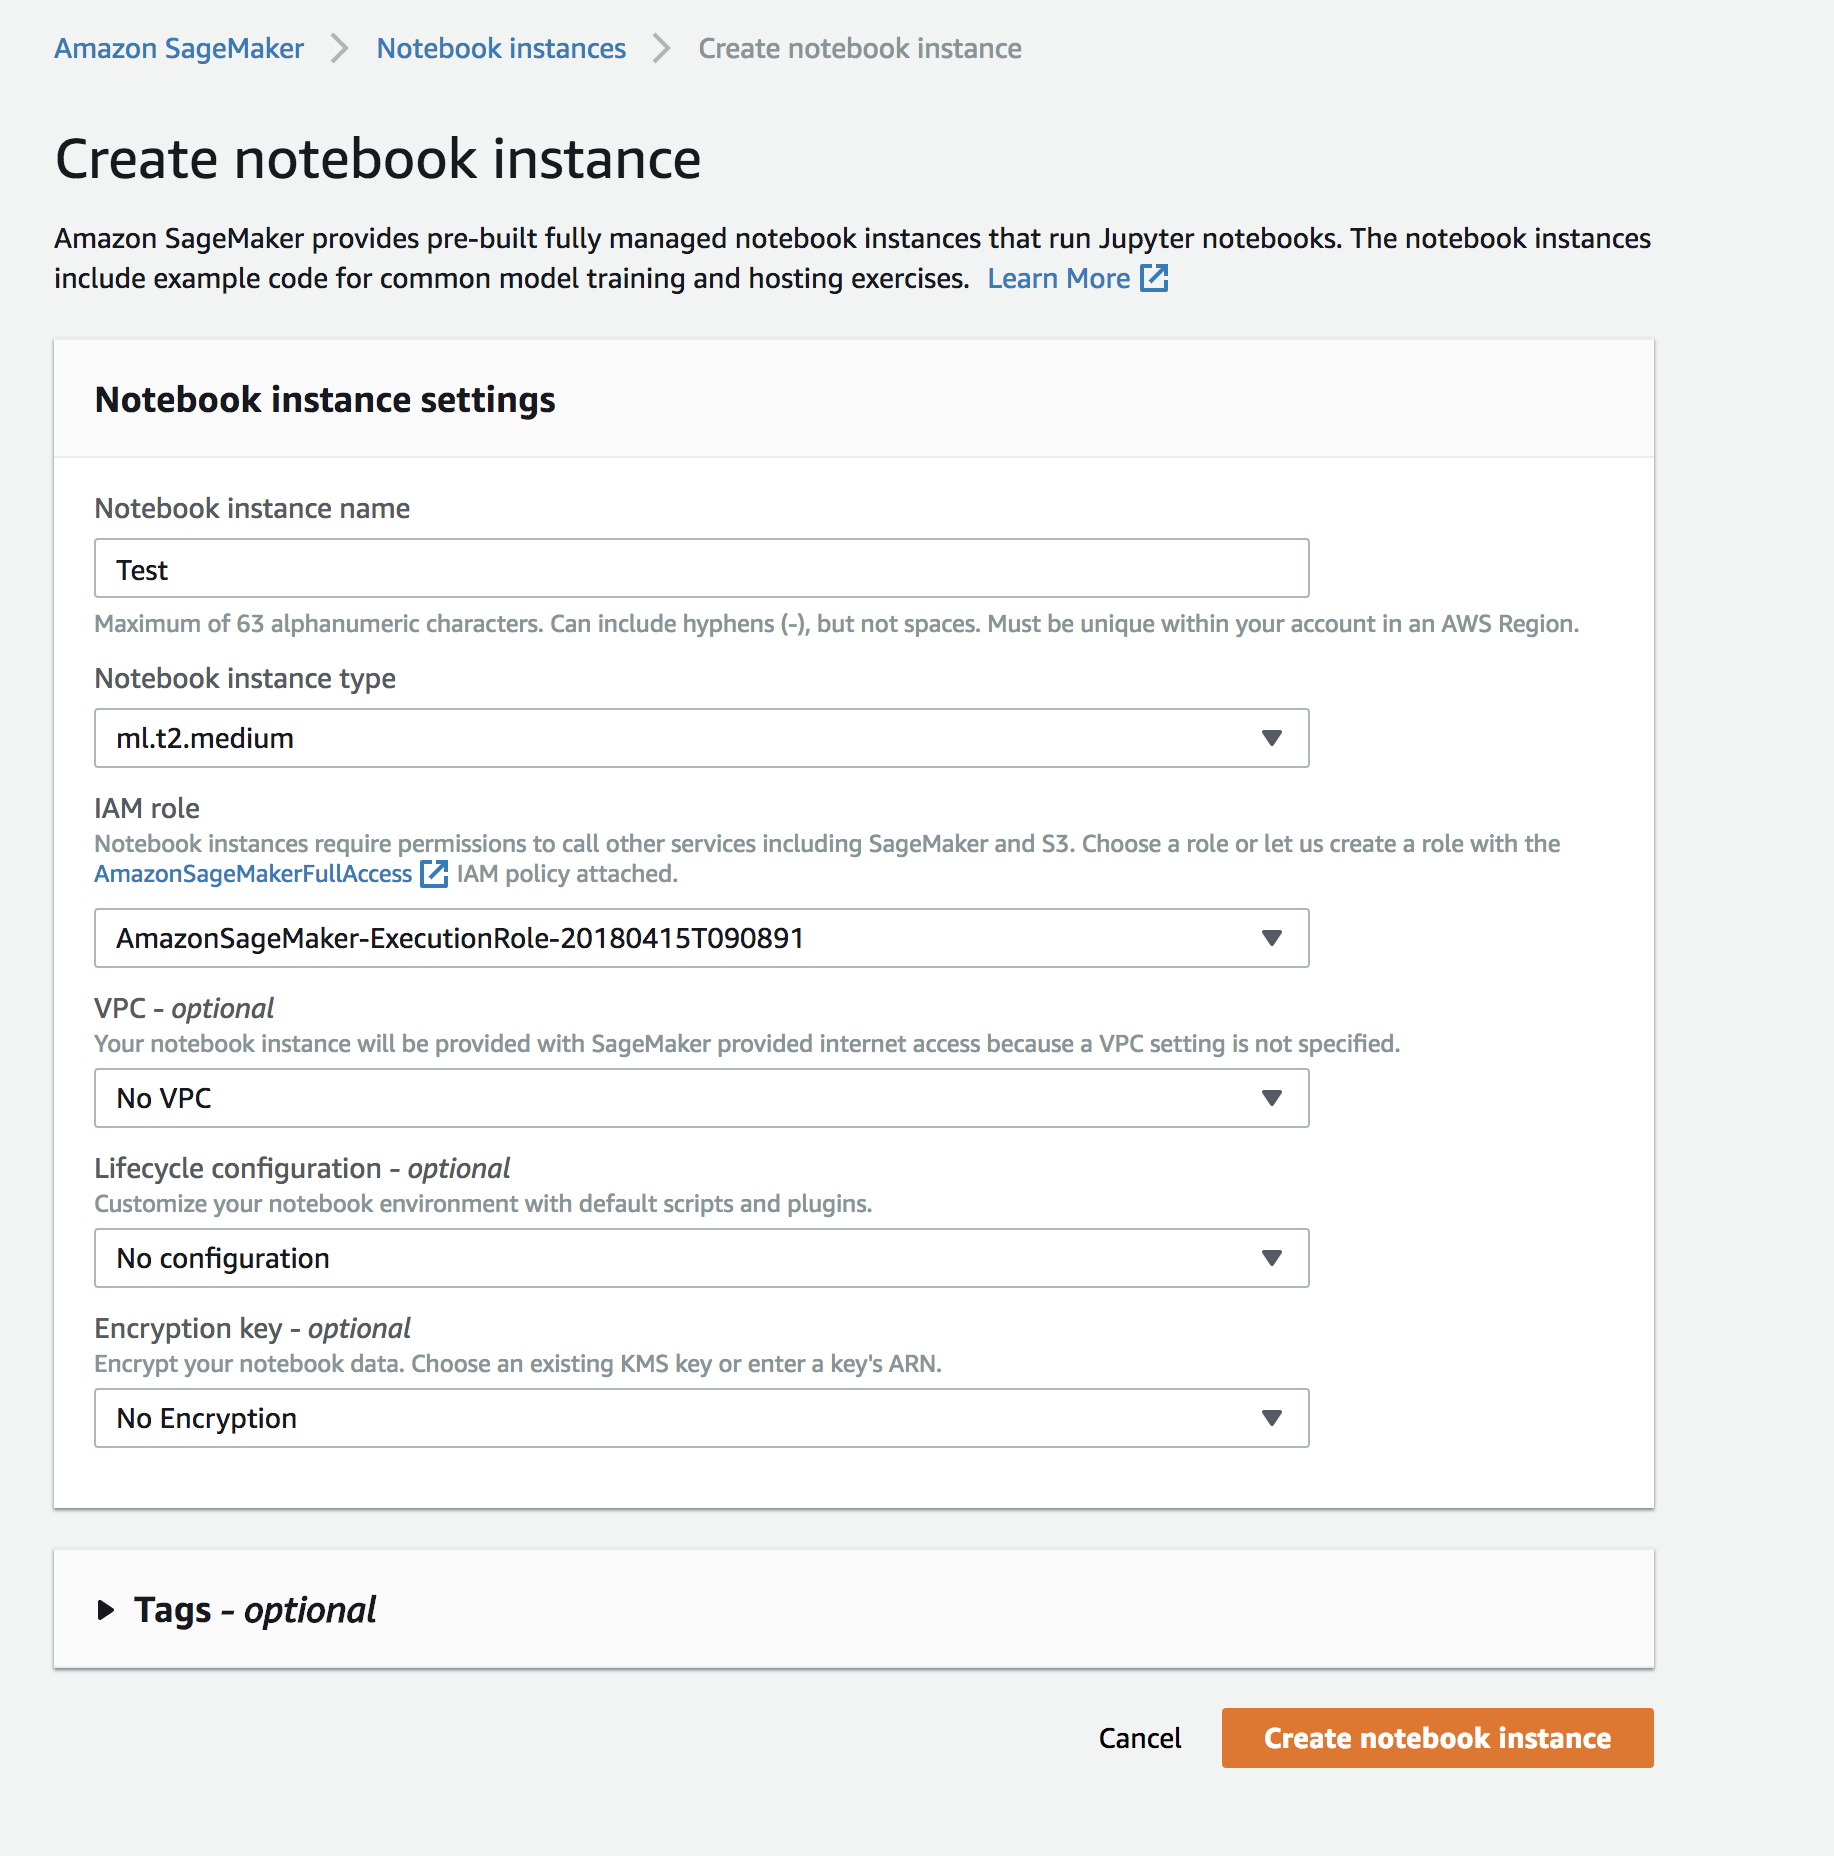 Amazon SageMaker > Notebook instances > Create notebook instance
Create notebook instance
Amazon SageMaker provides pre-built fully managed notebook instances that run Jupyter notebooks. The notebook instances
include example code for common model training and hosting exercises. Learn More
Notebook instance settings
Notebook instance name
Test
Maximum of 63 alphanumeric characters. Can include hyphens (-), but not spaces. Must be unique within your account in an AWS Region.
Notebook instance type
ml.t2.medium
IAM role
Notebook instances require permissions to call other services including SageMaker and S3. Choose a role or let us create a role with the
AmazonSageMakerFullAccess IAM policy attached.
AmazonSageMaker-ExecutionRole-20180415T090891
VPC - optional
Your notebook instance will be provided with SageMaker provided internet access because a VPC setting is not specified.
No VPC
Lifecycle configuration - optional
Customize your notebook environment with default scripts and plugins.
No configuration
Encryption key - optional
Encrypt your notebook data. Choose an existing KMS key or enter a key's ARN.
No Encryption
Tags - optional
Cancel
Create notebook instance